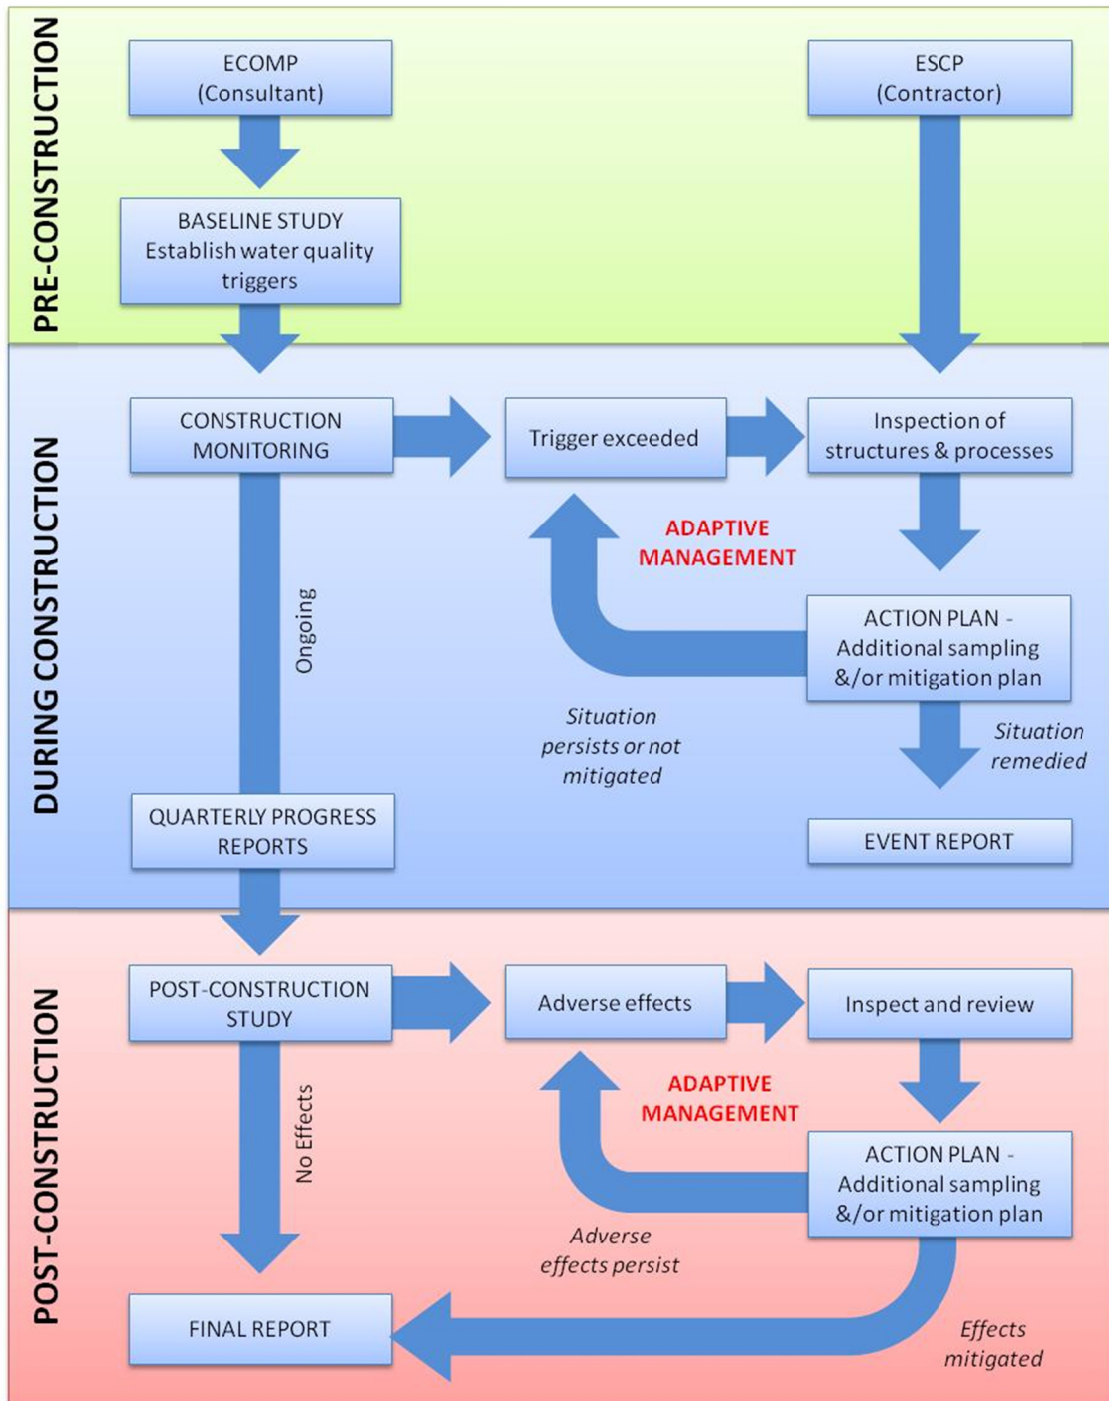 PRE-CONSTRUCTION
ECOMP
(Consultant)
ESCP
(Contractor)
BASELINE STUDY
Establish water quality
triggers
DURING CONSTRUCTION
CONSTRUCTION
MONITORING
Trigger exceeded
Inspection of
structures & processes
ADAPTIVE
MANAGEMENT
Ongoing
ACTION PLAN -
Additional sampling
&/or mitigation plan
Situation
persists or not
mitigated
Situation
remedied
QUARTERLY PROGRESS
REPORTS
EVENT REPORT
POST-CONSTRUCTION
POST-CONSTRUCTION
STUDY
Adverse effects
Inspect and review
ADAPTIVE
MANAGEMENT
No Effects
ACTION PLAN -
Additional sampling
&/or mitigation plan
Adverse
effects persist
FINAL REPORT
Effects
mitigated